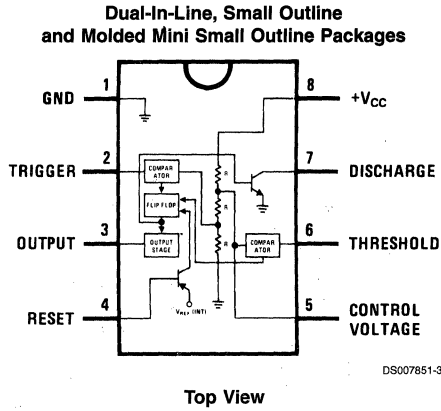 Dual-In-Line, Small Outline
and Molded Mini Small Outline Packages
1
8
GND
+VCC
2
7
TRIGGER
COMPAR
ATOR
R
DISCHARGE
FLIP FLOP
R
3
6
OUTPUT
OUTPUT
STAGE
R
COMPAR
ATOR
THRESHOLD
4
5
RESET
VREF (INT)
CONTROL
VOLTAGE
DS007851-3
Top View